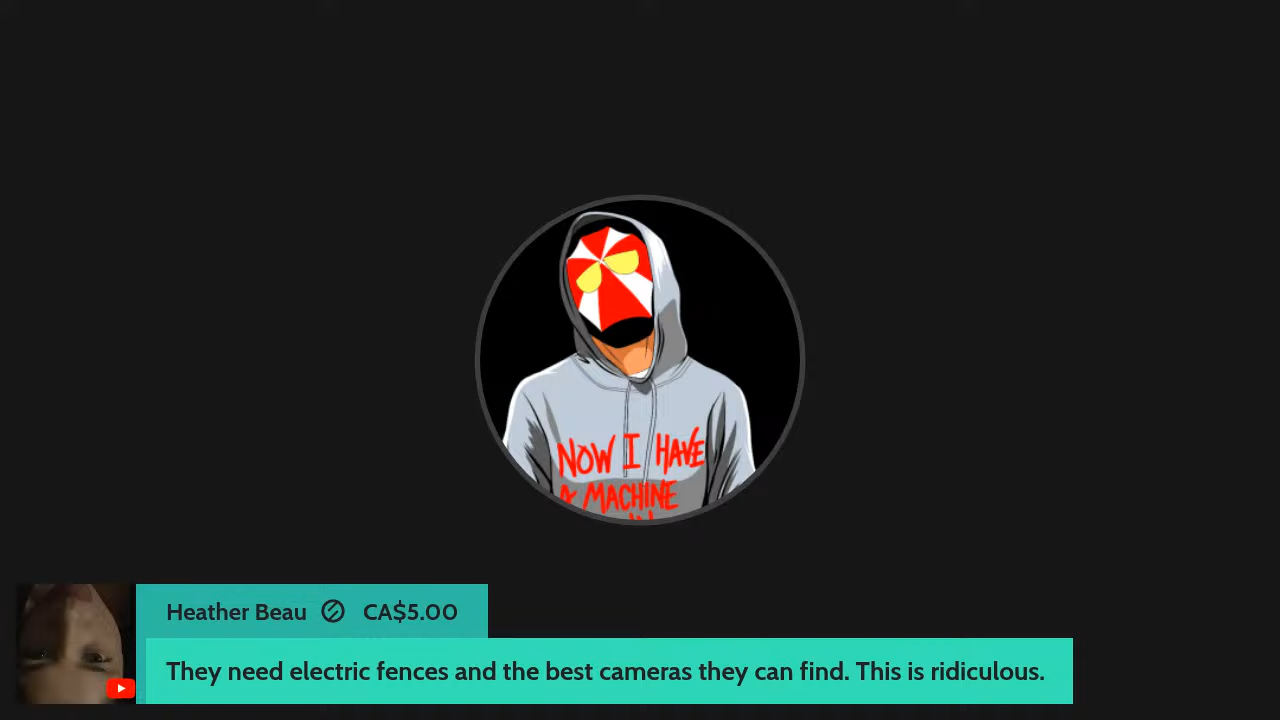 NOW I HAVE
A MACHINE
Heather Beau CA$5.00
They need electric fences and the best cameras they can find. This is ridiculous.